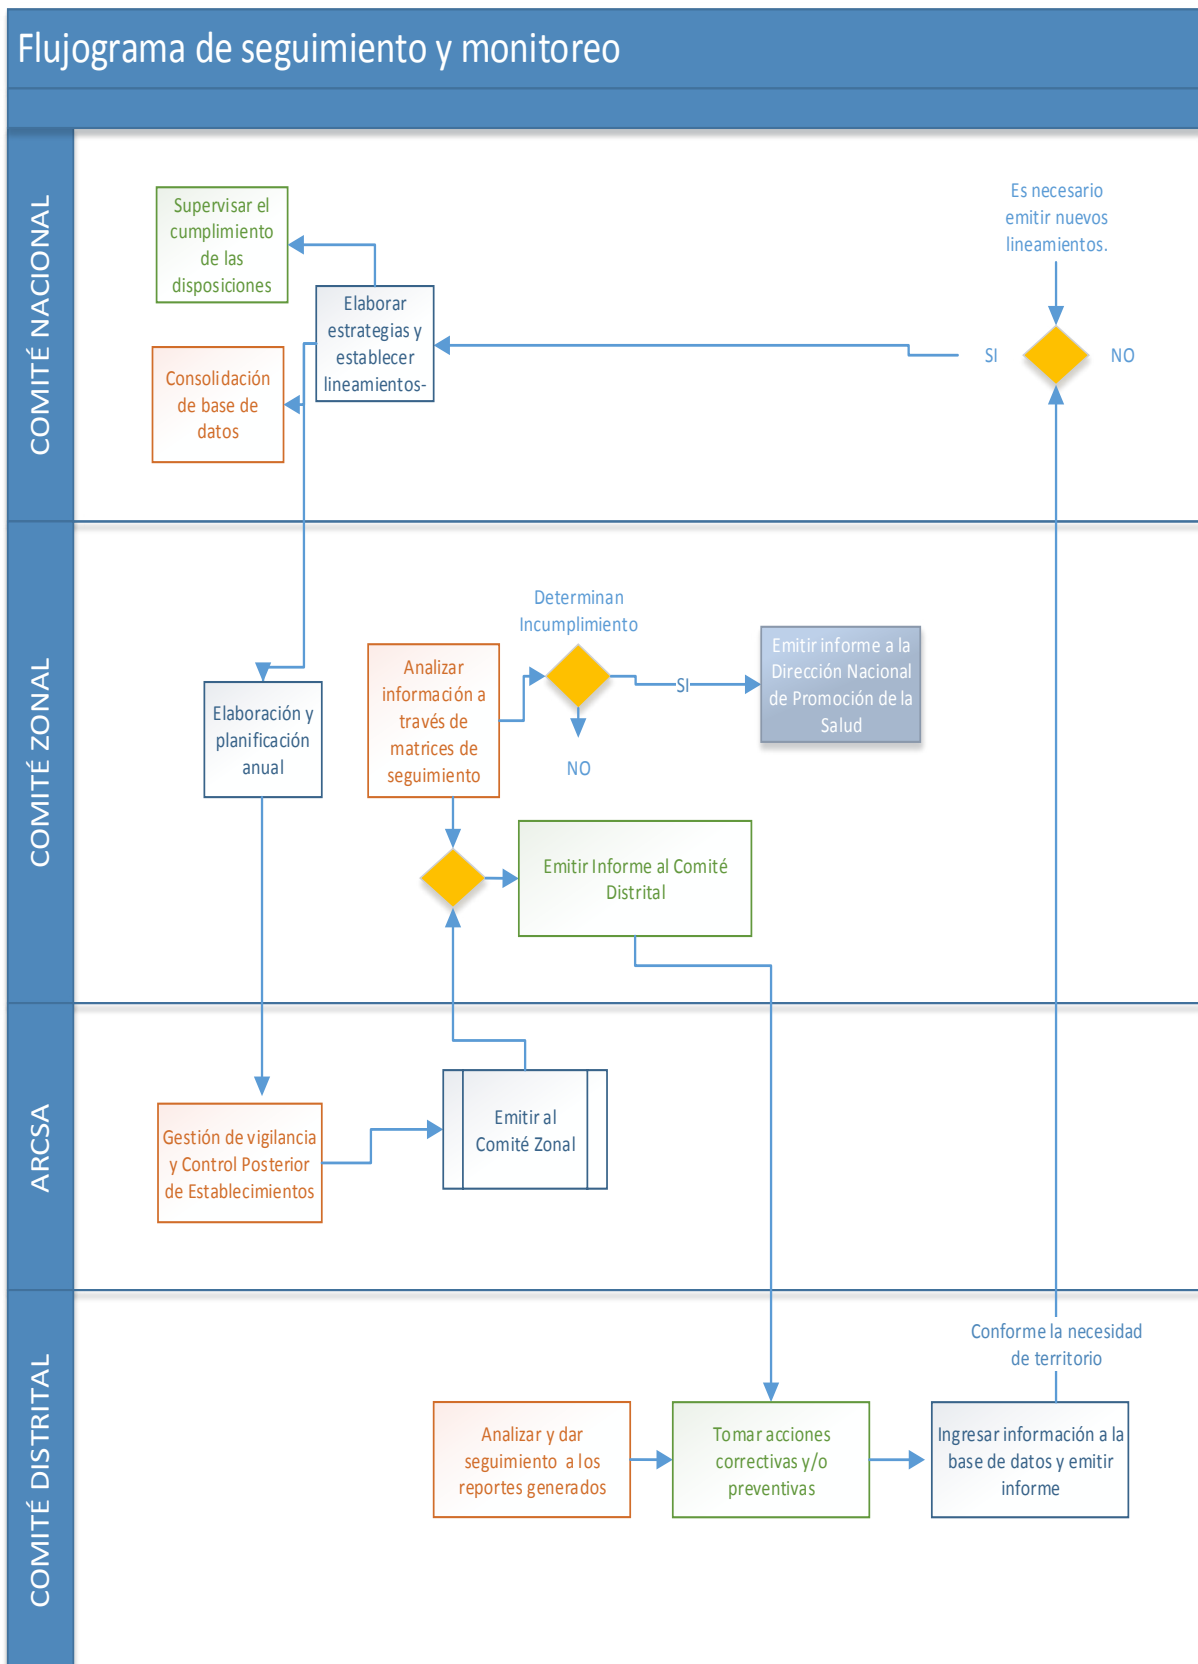 Flujograma de seguimiento y monitoreo
COMITÉ NACIONAL
Supervisar el
cumplimiento
de las
disposiciones
Elaborar
estrategias y
establecer
lineamientos-
Consolidación
de base de
datos
Es necesario
emitir nuevos
lineamientos.
SI
NO
COMITÉ ZONAL
Elaboración y
planificación
anual
Analizar
información a
través de
matrices de
seguimiento
Determinan
Incumplimiento
SI
NO
Emitir informe a la
Dirección Nacional
de Promoción de la
Salud
Emitir Informe al Comité
Distrital
ARCSA
Gestión de vigilancia
y Control Posterior
de Establecimientos
Emitir al
Comité Zonal
COMITÉ DISTRITAL
Analizar y dar
seguimiento a los
reportes generados
Tomar acciones
correctivas y/o
preventivas
Conforme la necesidad
de territorio
Ingresar información a la
base de datos y emitir
informe